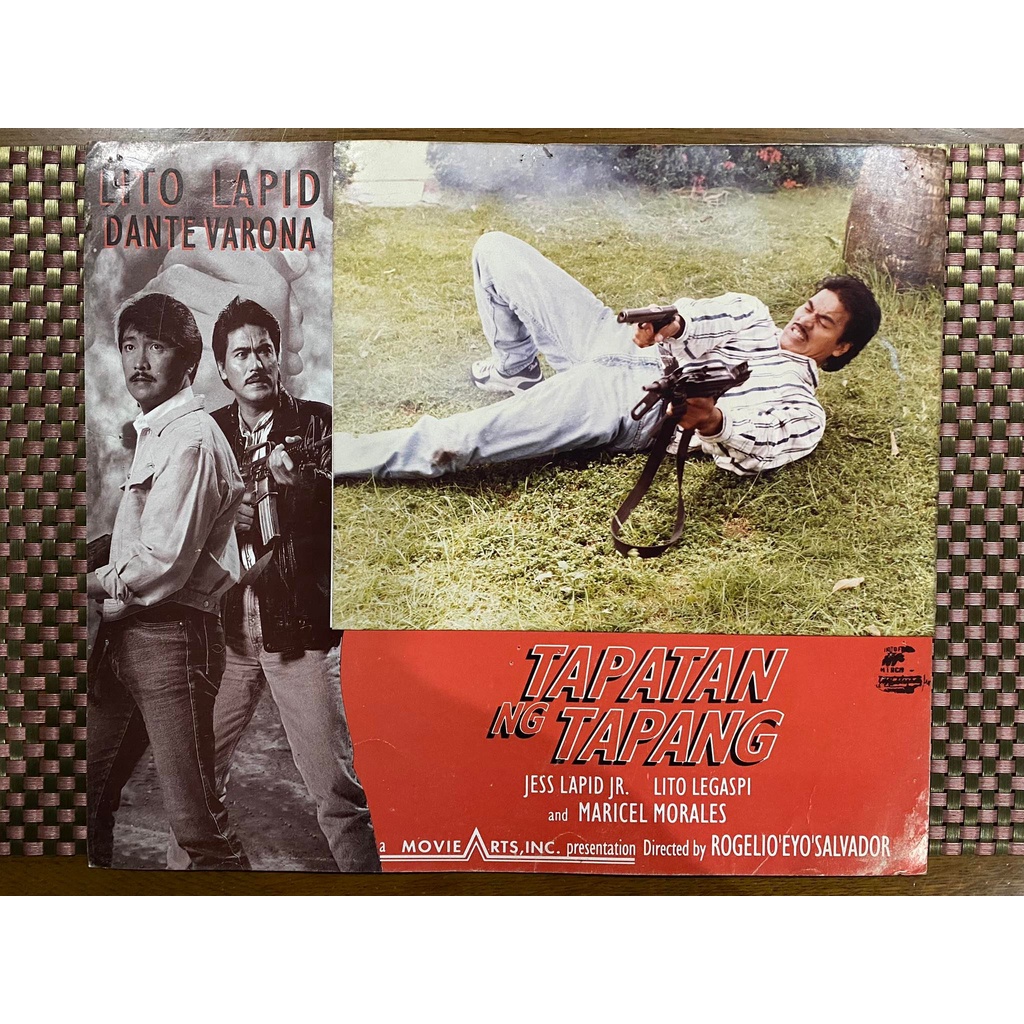 LITO LAPID
DANTE VARONA
TAPATAN
NG TAPANG
JESS LAPID JR. LITO LEGASPI
and MARICEL MORALES
a MOVIE ARTS, INC. presentation Directed by ROGELIO'EYO'SALVADOR